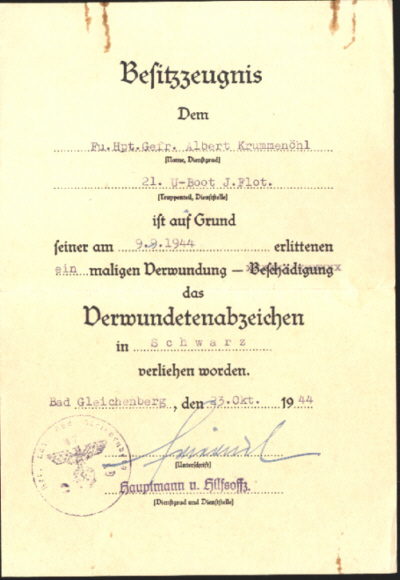 Besitzzeugnis
Dem
Fu.Hpt.Gefr. Albert Krummenöhl
(Name, Dienstgrad)
21. U-Boot J.Flot.
(Truppenteil, Dienststelle)
ist auf Grund
seiner am 9.9.1944 erlittenen
ein maligen Verwundung – Beschädigung
das
Verwundetenabzeichen
in Schwarz
verliehen worden.
Bad Gleichenberg, den 23.Okt. 1944
(Unterschrift)
Hauptmann u. Hilfsoffz.
(Dienstgrad und Dienststelle)